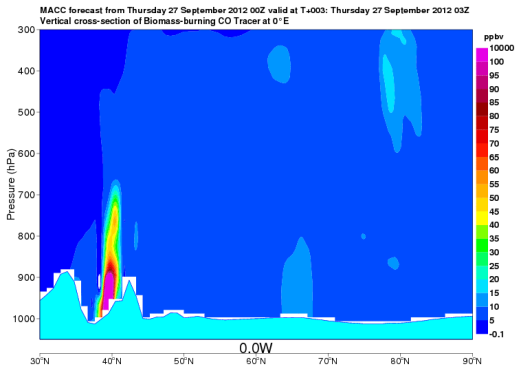 MACC forecast from Thursday 27 September 2012 00Z valid at T+003: Thursday 27 September 2012 03Z
Vertical cross-section of Biomass-burning CO Tracer at 0°E
ppbv
300
400
500
600
700
800
900
1000
Pressure (hPa)
30°N
40°N
50°N
60°N
70°N
80°N
90°N
0.0W
10000
100
95
90
85
80
75
70
65
60
55
50
45
40
35
30
25
20
15
10
5
-0.1